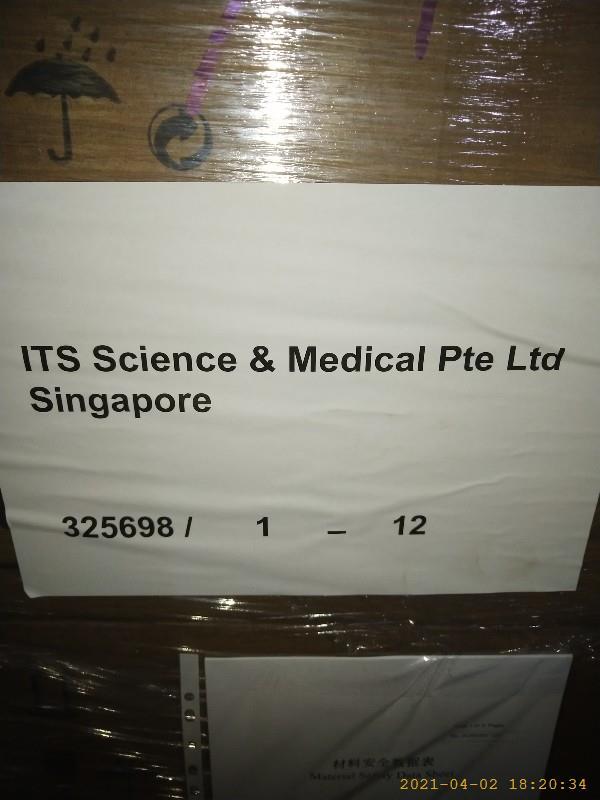 ITS Science & Medical Pte Ltd
Singapore
325698 / 1 – 12
材料安全数据表
Material Safety Data Sheet
2021-04-02 18:20:34